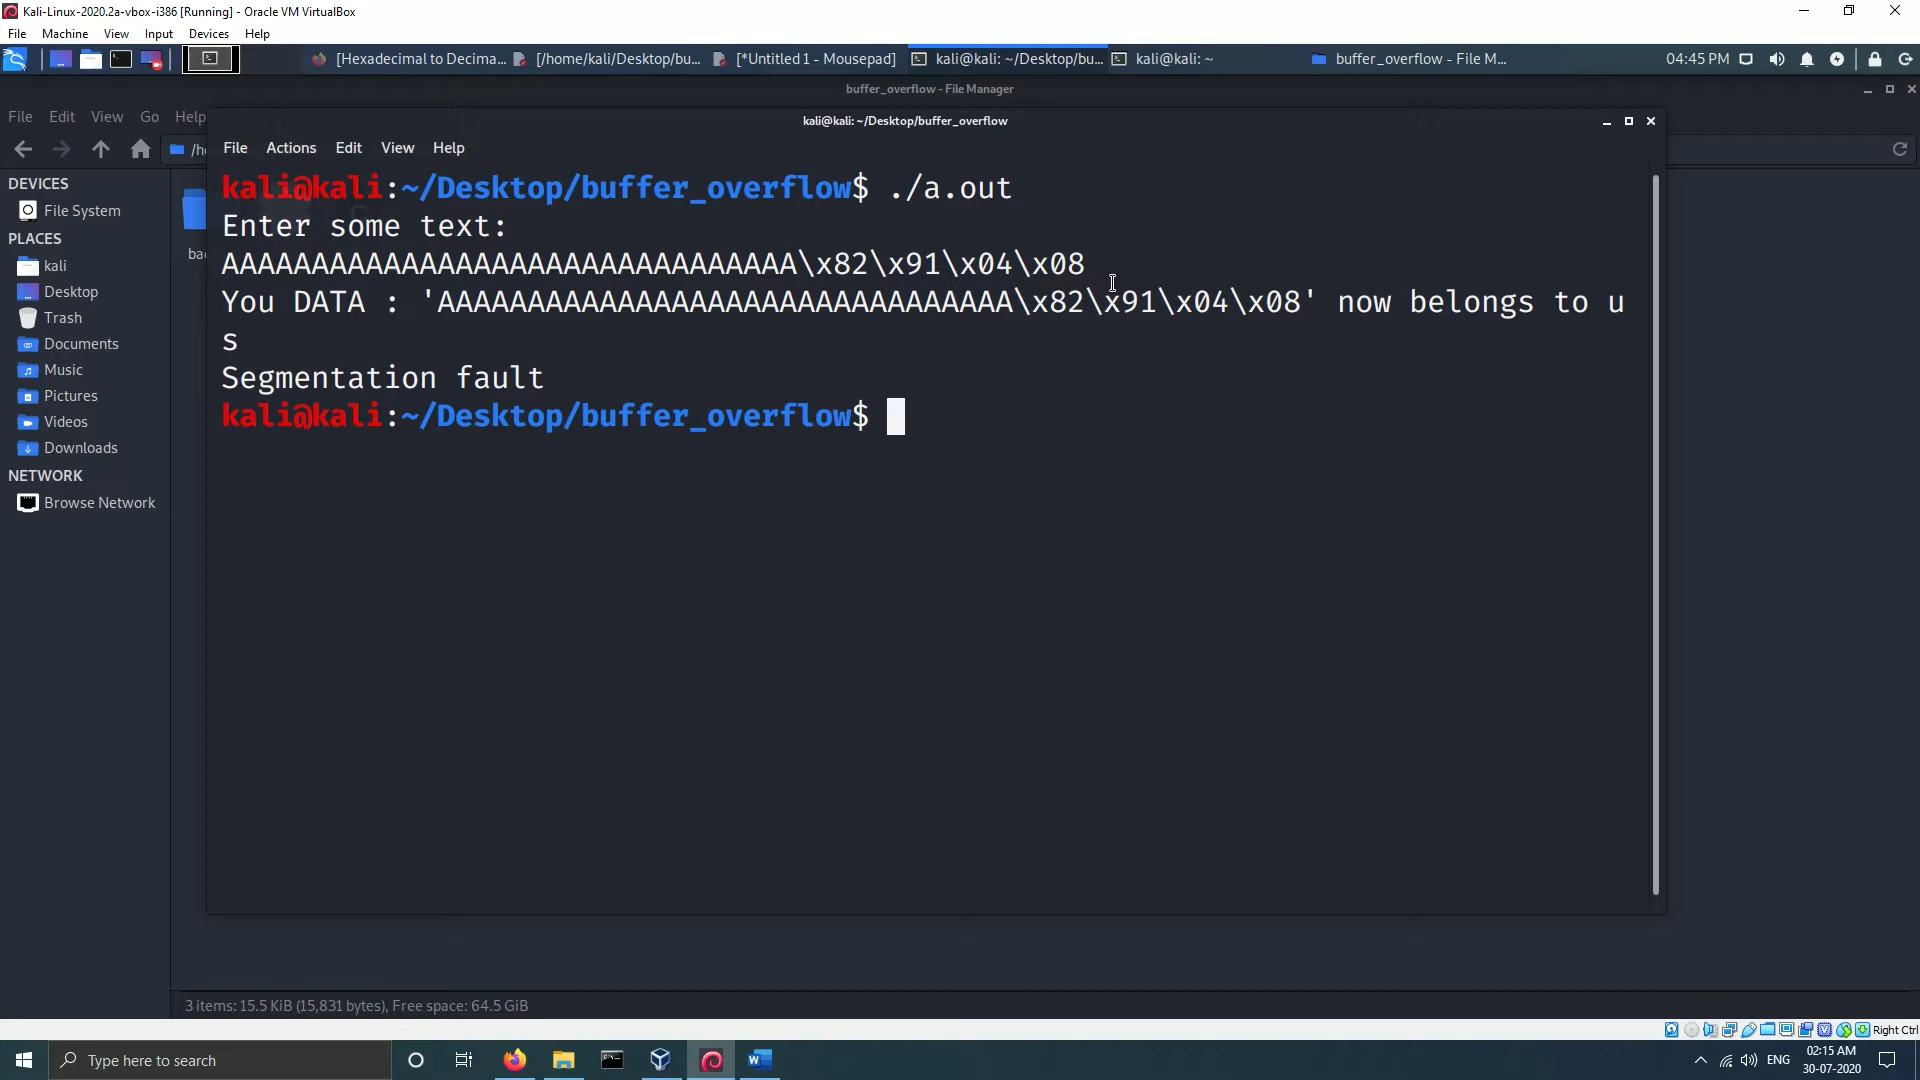 Kali-Linux-2020.2a-vbox-i386 [Running] - Oracle VM VirtualBox
File Machine View Input Devices Help
[Hexadecimal to Decima... [/home/kali/Desktop/bu... [*Untitled 1 - Mousepad] kali@kali: ~/Desktop/bu... kali@kali: ~ buffer_overflow - File M... 04:45 PM
buffer_overflow - File Manager
File Edit View Go Help
kali@kali: ~/Desktop/buffer_overflow
/h
File Actions Edit View Help
DEVICES
File System
PLACES
kali
Desktop
Trash
Documents
Music
Pictures
Videos
Downloads
NETWORK
Browse Network
ba
kali@kali:~/Desktop/buffer_overflow$ ./a.out
Enter some text:
AAAAAAAAAAAAAAAAAAAAAAAAAAAAAAAA\x82\x91\x04\x08
You DATA : 'AAAAAAAAAAAAAAAAAAAAAAAAAAAAAAAA\x82\x91\x04\x08' now belongs to u
s
Segmentation fault
kali@kali:~/Desktop/buffer_overflow$
3 items: 15.5 KiB (15,831 bytes), Free space: 64.5 GiB
Right Ctrl
Type here to search
ENG
02:15 AM
30-07-2020